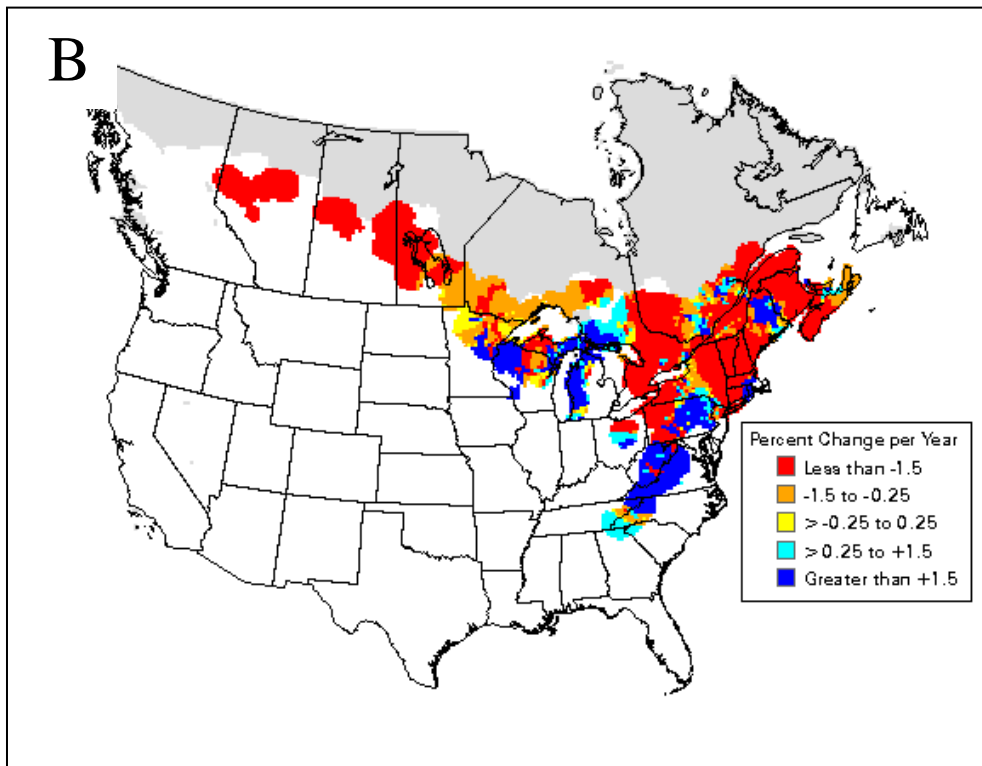 B
Percent Change per Year
Less than -1.5
-1.5 to -0.25
> -0.25 to 0.25
> 0.25 to +1.5
Greater than +1.5